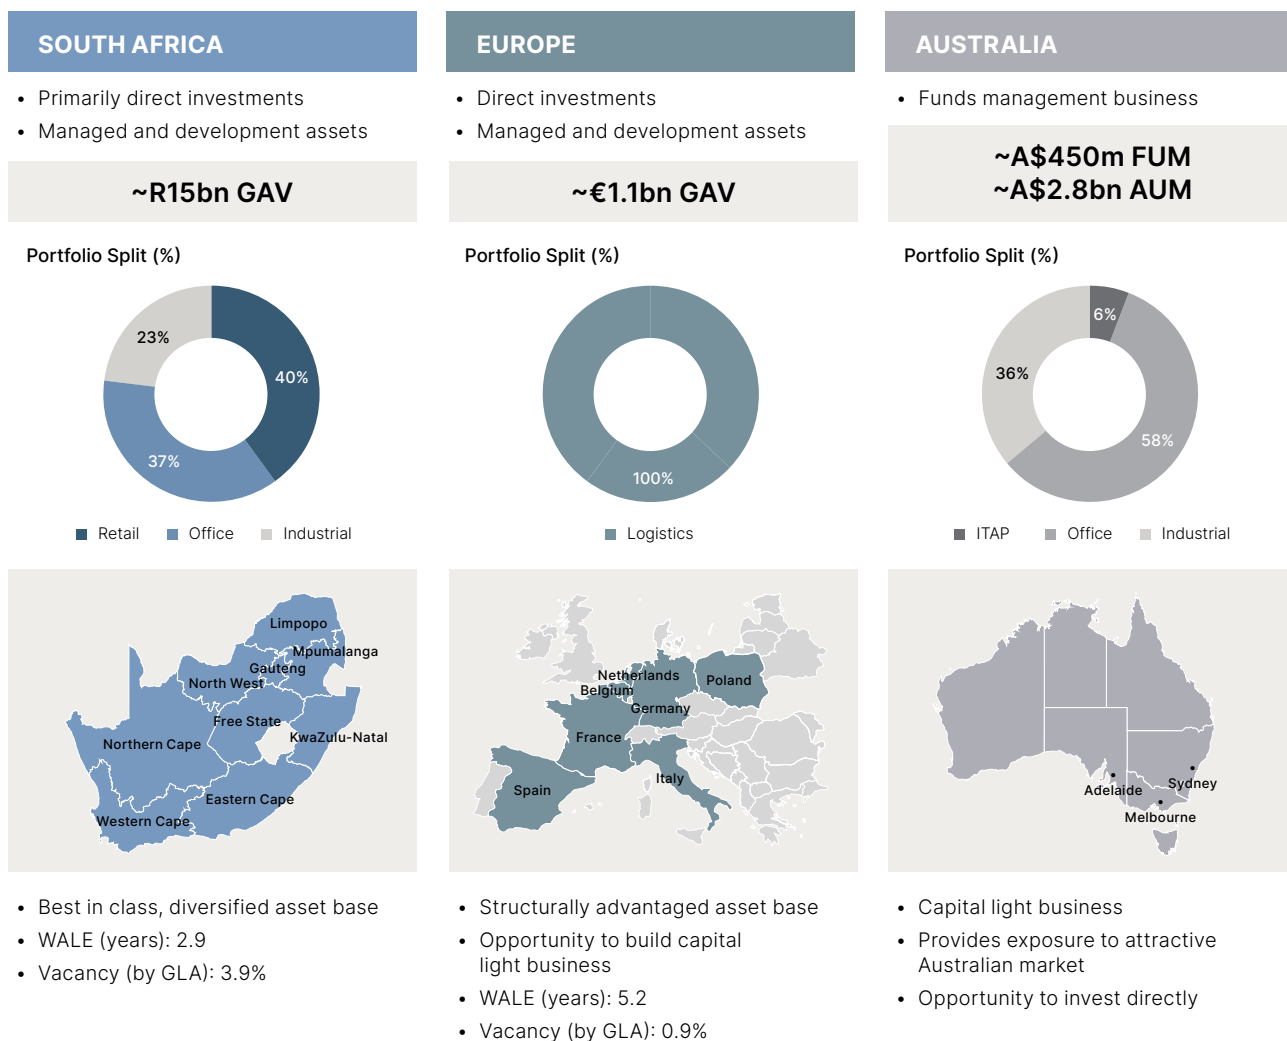 SOUTH AFRICA
• Primarily direct investments
• Managed and development assets
~R15bn GAV
Portfolio Split (%)
23%
40%
37%
Retail
Office
Industrial
Limpopo
Mpumalanga
Gauteng
North West
Free State
KwaZulu-Natal
Northern Cape
Eastern Cape
Western Cape
• Best in class, diversified asset base
• WALE (years): 2.9
• Vacancy (by GLA): 3.9%
EUROPE
• Direct investments
• Managed and development assets
~€1.1bn GAV
Portfolio Split (%)
100%
Logistics
Netherlands
Poland
Belgium
Germany
France
Italy
Spain
• Structurally advantaged asset base
• Opportunity to build capital
light business
• WALE (years): 5.2
• Vacancy (by GLA): 0.9%
AUSTRALIA
• Funds management business
~A$450m FUM
~A$2.8bn AUM
Portfolio Split (%)
6%
36%
58%
ITAP
Office
Industrial
Sydney
Adelaide
Melbourne
• Capital light business
• Provides exposure to attractive
Australian market
• Opportunity to invest directly